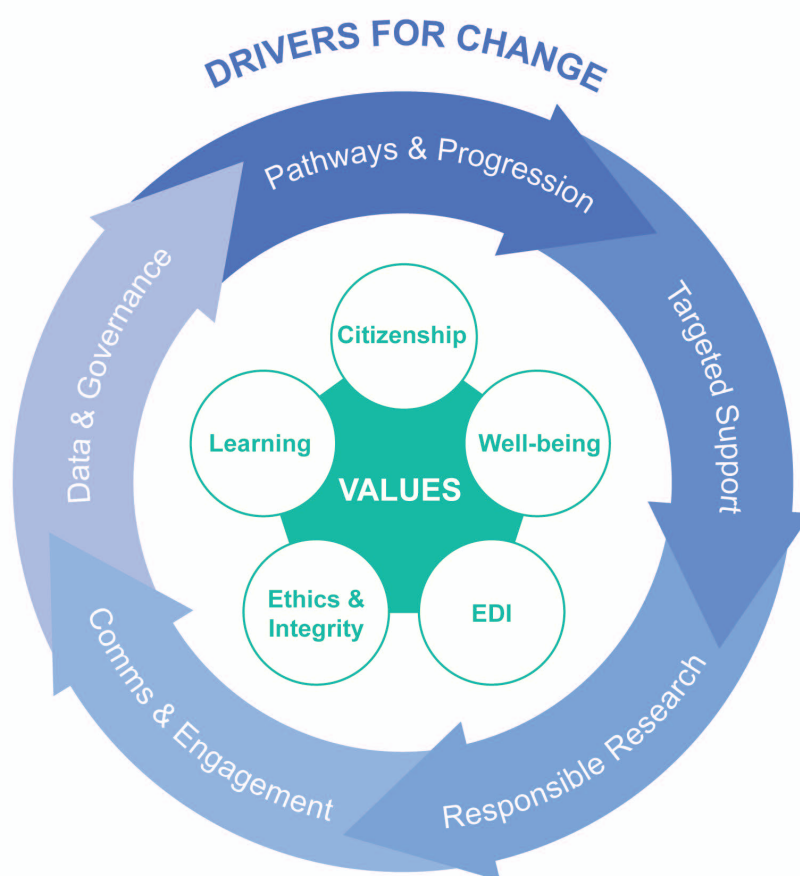 DRIVERS FOR CHANGE
Pathways & Progression
Targeted Support
Responsible Research
Comms & Engagement
Data & Governance
Citizenship
Learning
Well-being
VALUES
Ethics &
Integrity
EDI